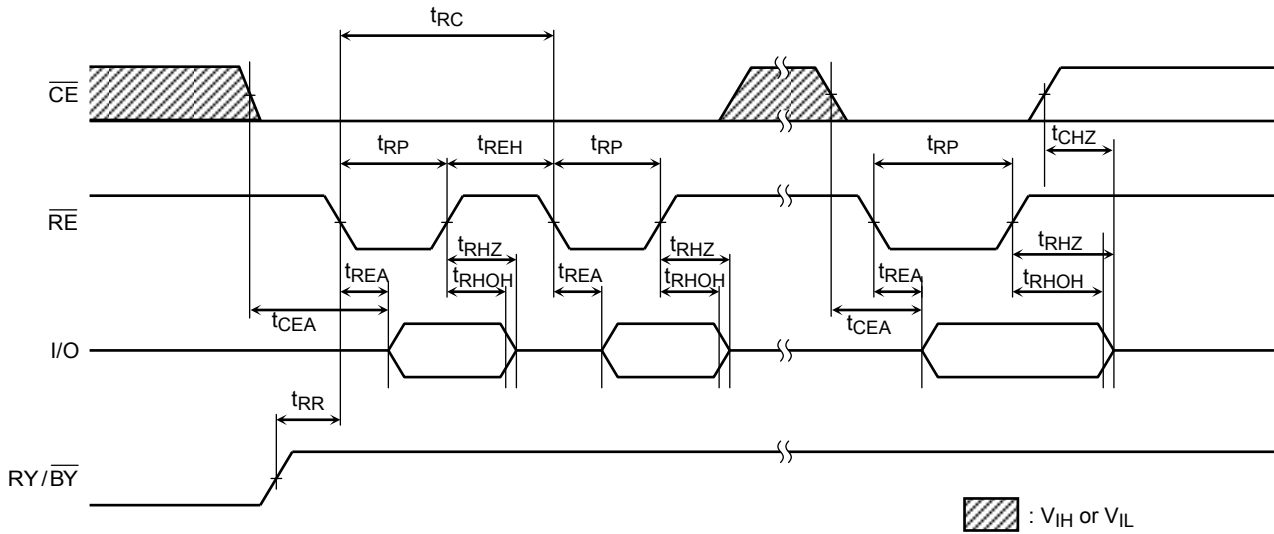 tRC
CE
tRP tREH tRP tRP tCHZ
RE
tRHZ tRHZ tRHZ
tREA tRHOH tREA tRHOH tREA tRHOH
tCEA tCEA
I/O
tRR
RY/BY
: VIH or VIL